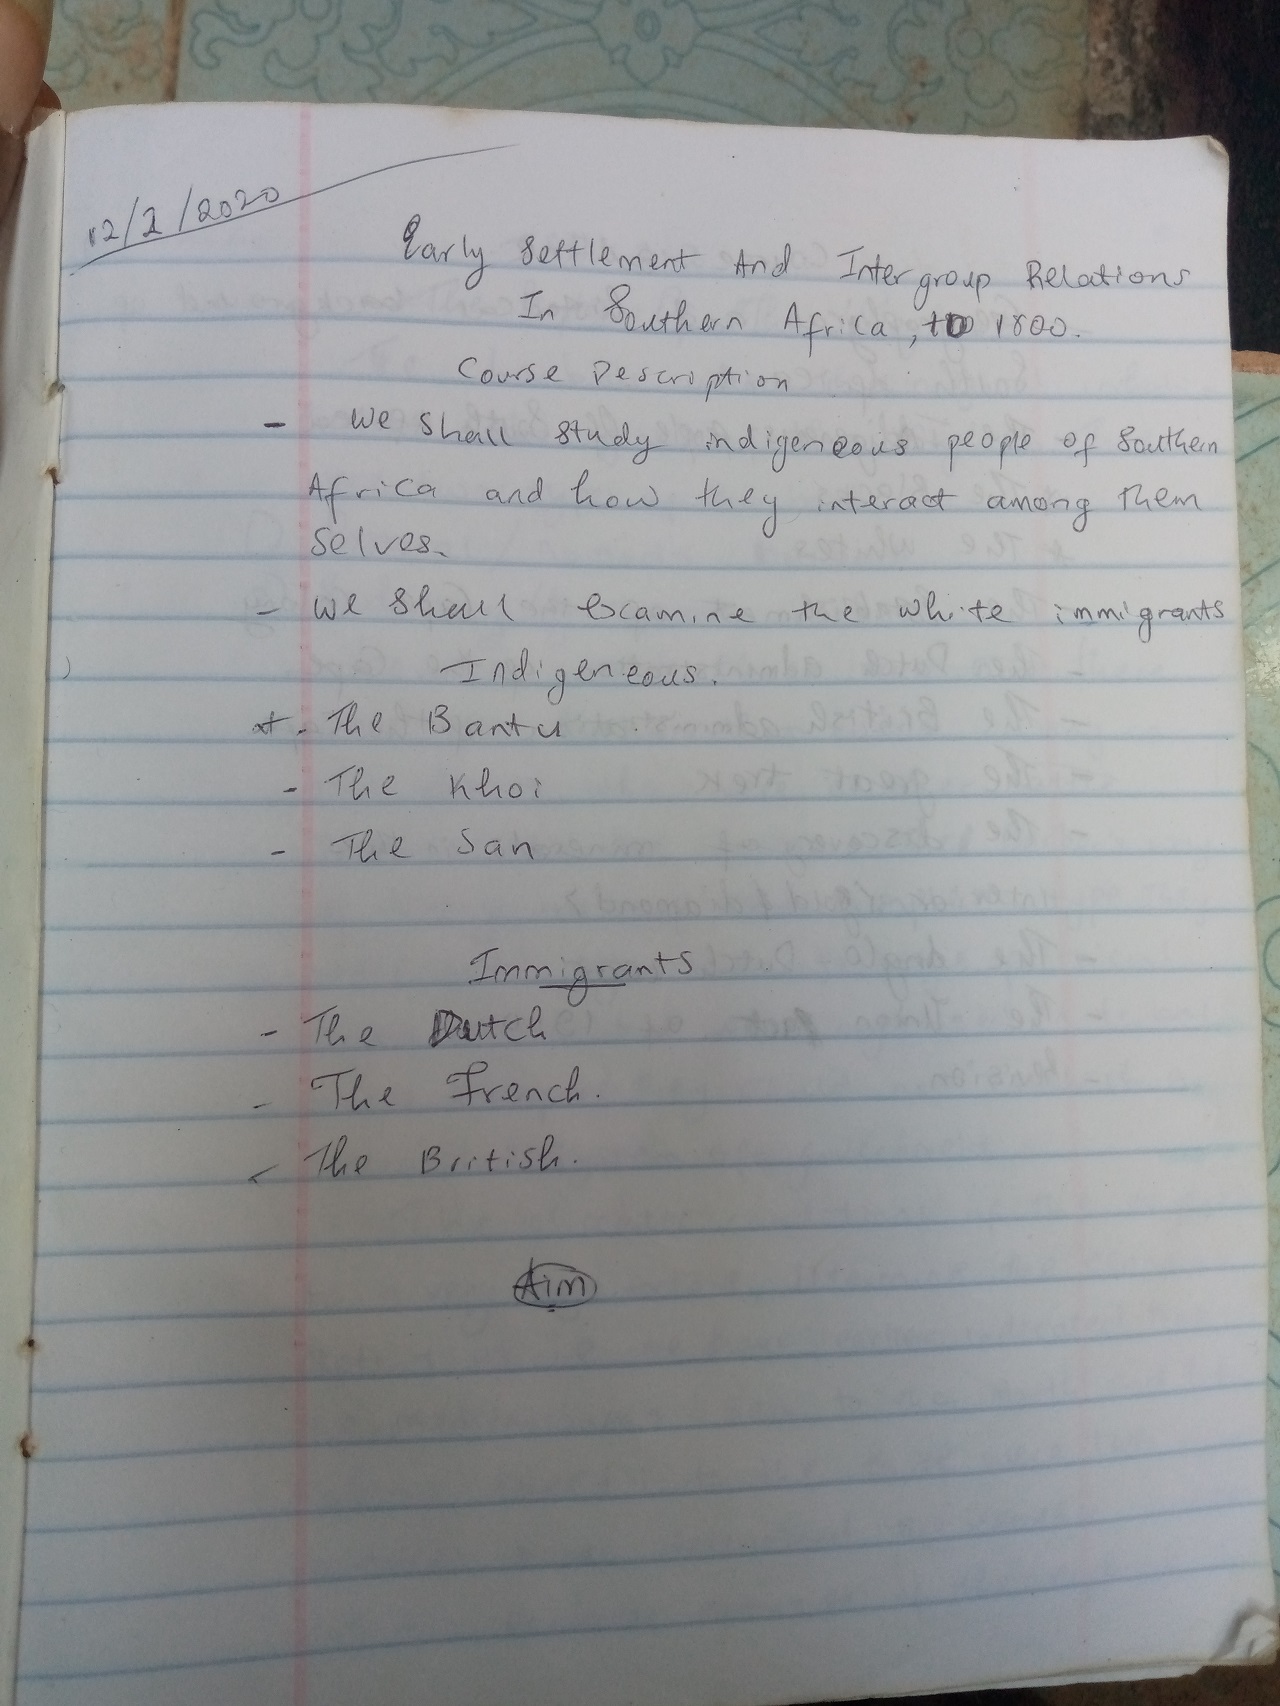 12/2/2020
Early Settlement And Intergroup Relations
In Southern Africa, to 1800.
Course Description
- We shall study indigeneous people of Southern
Africa and how they interact among them
selves.
- We shall examine the white immigrants
Indigeneous.
- The Bantu
- The Khoi
- The San
Immigrants
- The Dutch
- The French.
- The British.
Aim